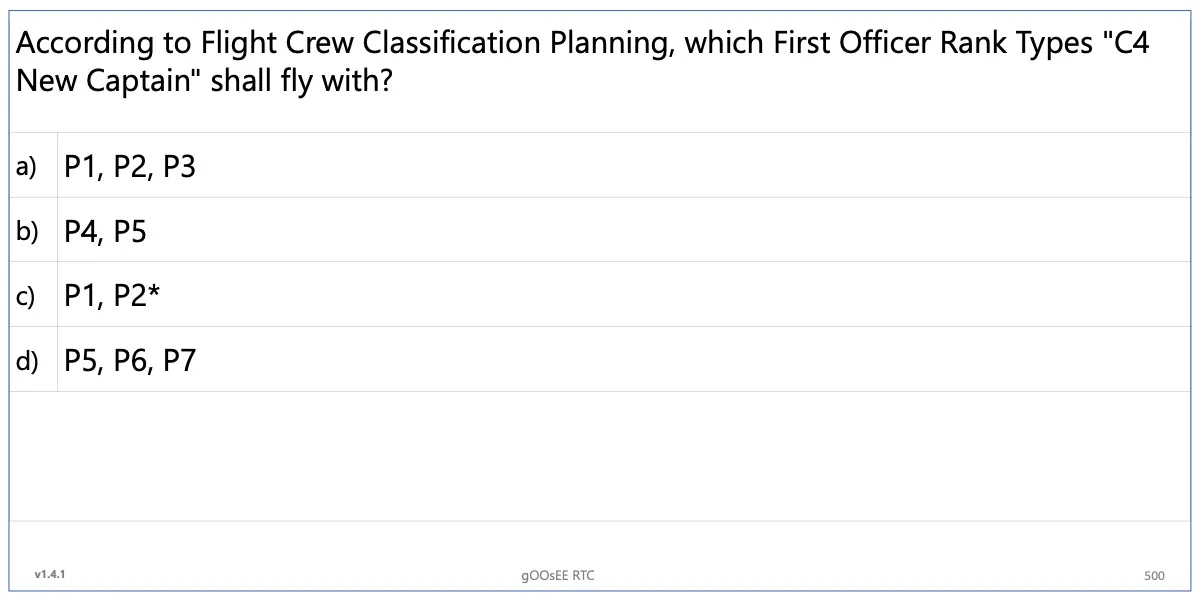 According to Flight Crew Classification Planning, which First Officer Rank Types "C4
New Captain" shall fly with?
a) P1, P2, P3
b) P4, P5
c) P1, P2*
d) P5, P6, P7
v1.4.1 gOOsEE RTC 500